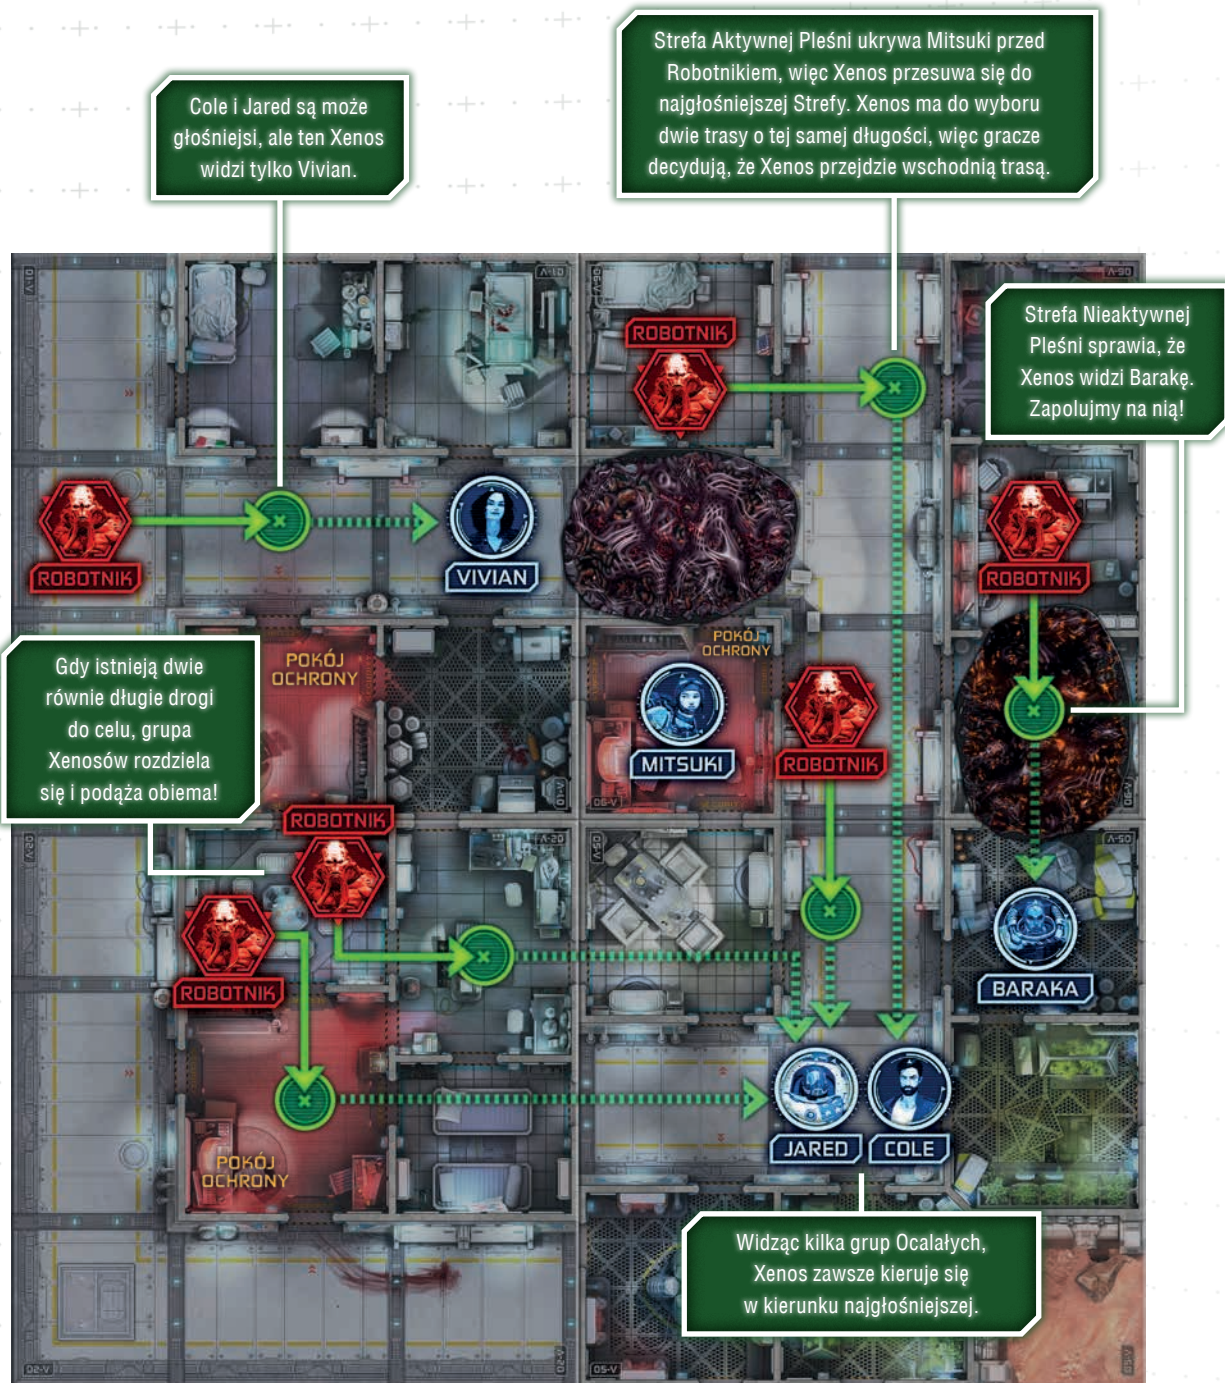 Strefa Aktywnej Pleśni ukrywa Mitsuki przed
Robotnikiem, więc Xenos przesuwa się do
najgłośniejszej Strefy. Xenos ma do wyboru
dwie trasy o tej samej długości, więc gracze
decydują, że Xenos przejdzie wschodnią trasą.
Cole i Jared są może
głośniejsi, ale ten Xenos
widzi tylko Vivian.
Strefa Nieaktywnej
Pleśni sprawia, że
Xenos widzi Barakę.
Zapolujmy na nią!
ROBOTNIK
ROBOTNIK
VIVIAN
ROBOTNIK
Gdy istnieją dwie
równie długie drogi
do celu, grupa
Xenosów rozdziela
się i podąża obiema!
POKÓJ
OCHRONY
POKÓJ
OCHRONY
MITSUKI
ROBOTNIK
ROBOTNIK
ROBOTNIK
BARAKA
POKÓJ
OCHRONY
JARED
COLE
Widząc kilka grup Ocalałych,
Xenos zawsze kieruje się
w kierunku najgłośniejszej.
02-V
02-V
05-V